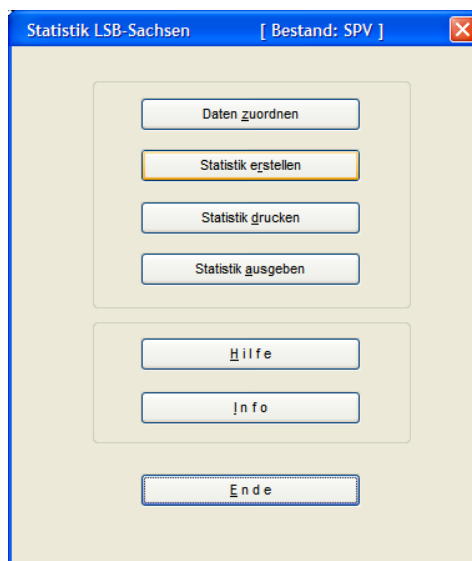 Statistik LSB-Sachsen [ Bestand: SPV ]
Daten zuordnen
Statistik erstellen
Statistik drucken
Statistik ausgeben
H i l f e
I n f o
E n d e